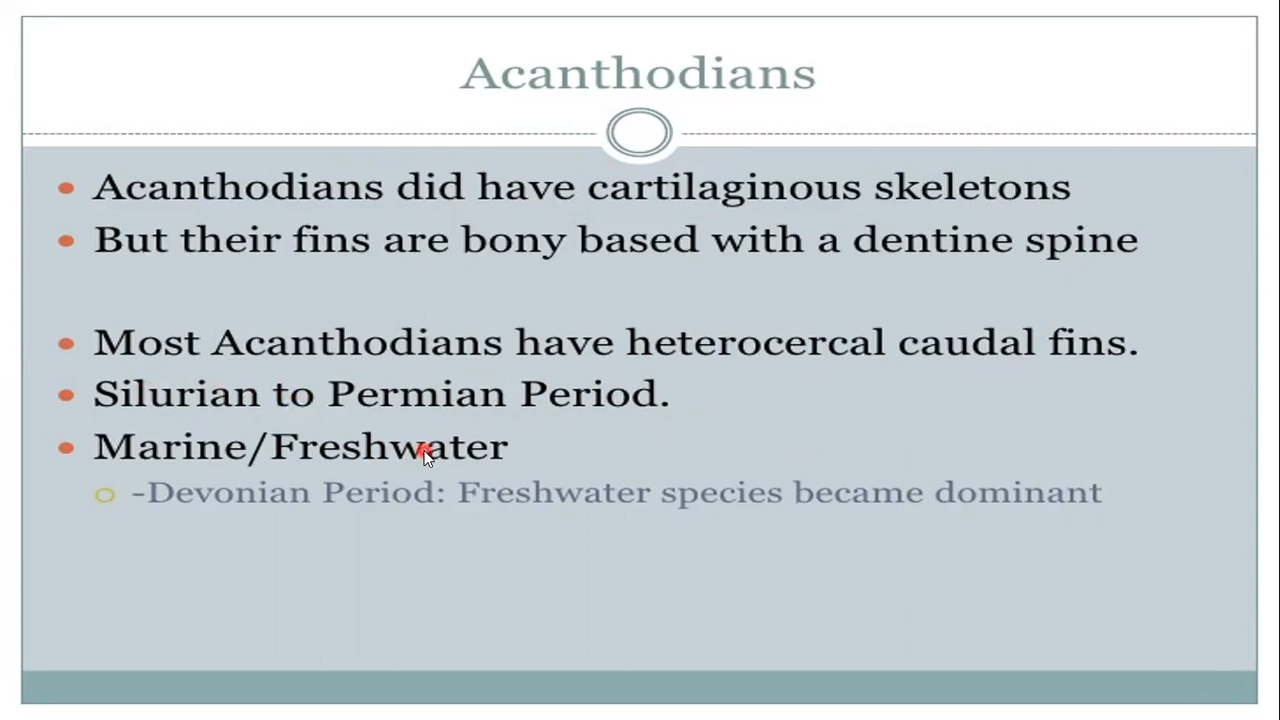 Acanthodians
Acanthodians did have cartilaginous skeletons
But their fins are bony based with a dentine spine
Most Acanthodians have heterocercal caudal fins.
Silurian to Permian Period.
Marine/Freshwater
-Devonian Period: Freshwater species became dominant